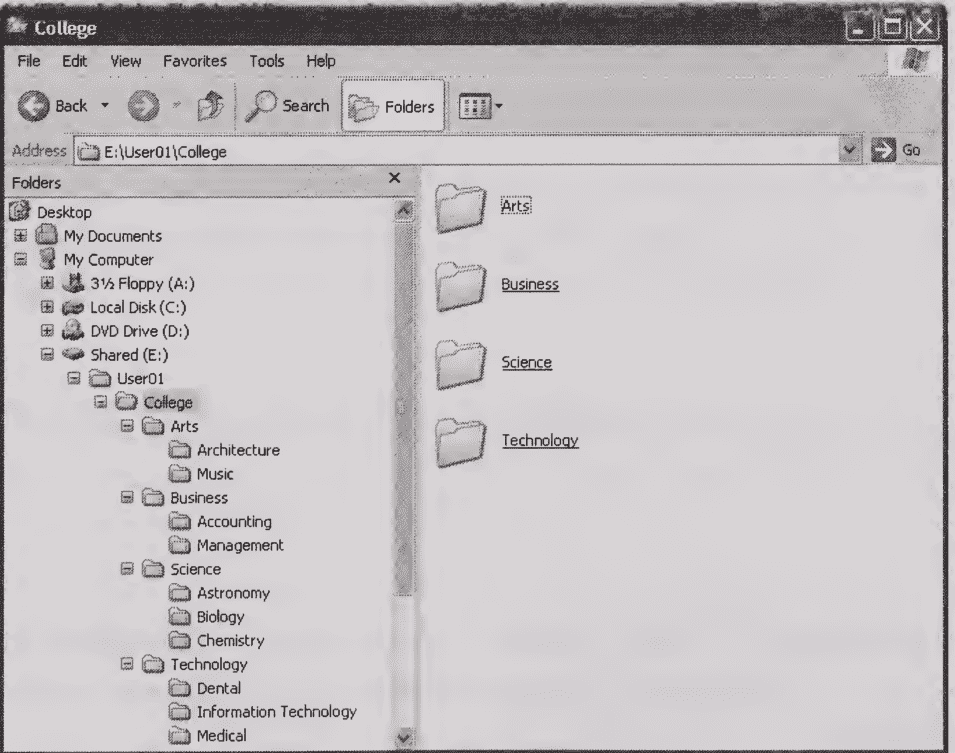 College
File Edit View Favorites Tools Help
Back Search Folders
Address E:\User01\College Go
Folders
Desktop
My Documents
My Computer
3½ Floppy (A:)
Local Disk (C:)
DVD Drive (D:)
Shared (E:)
User01
College
Arts
Architecture
Music
Business
Accounting
Management
Science
Astronomy
Biology
Chemistry
Technology
Dental
Information Technology
Medical
Arts
Business
Science
Technology